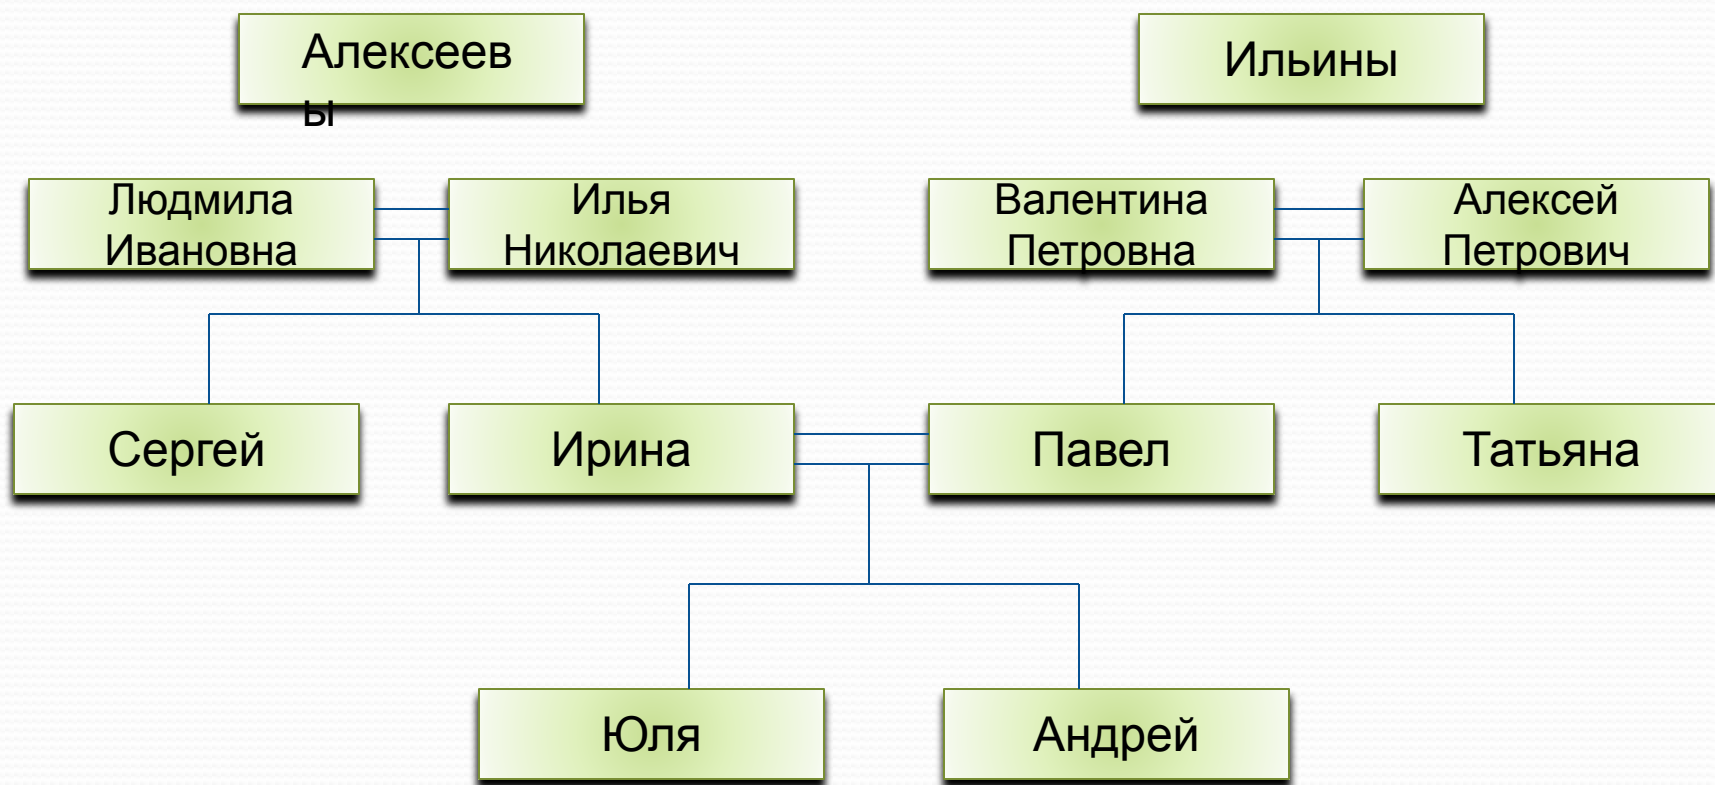 Алексеев
ы
Ильины
Людмила
Ивановна
Илья
Николаевич
Валентина
Петровна
Алексей
Петрович
Сергей
Ирина
Павел
Татьяна
Юля
Андрей